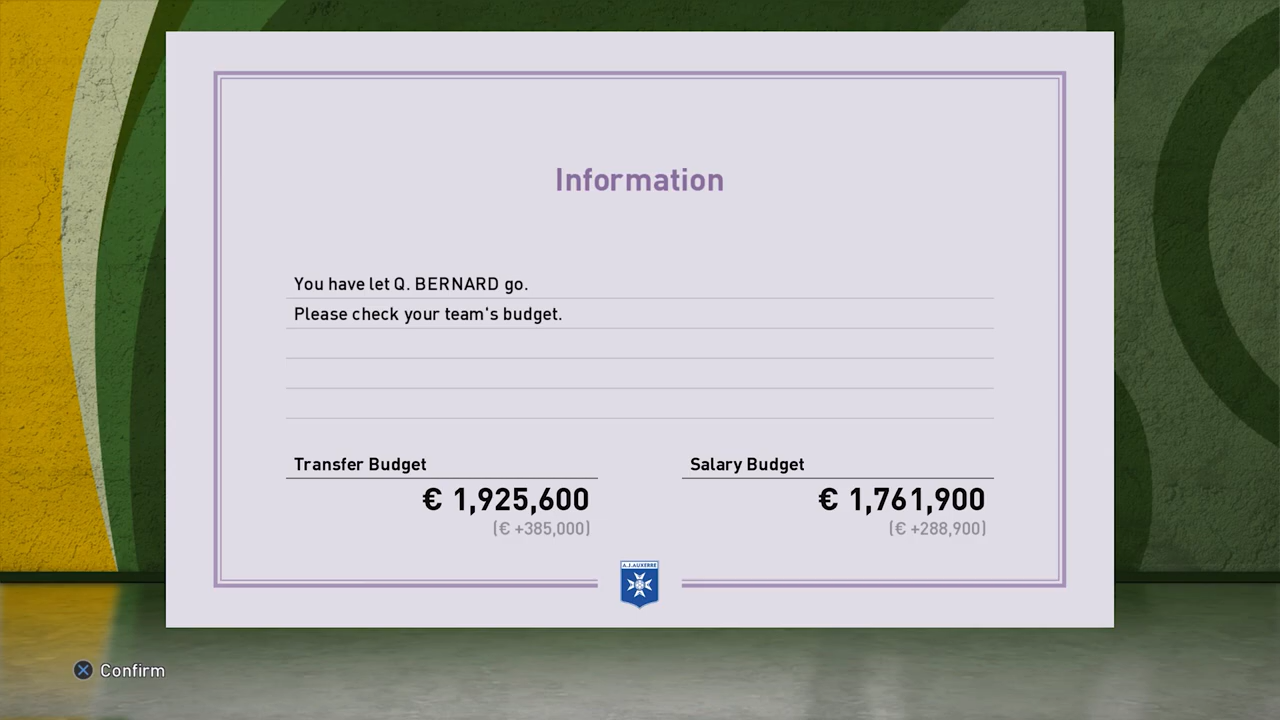 Information
You have let Q. BERNARD go.
Please check your team's budget.
Transfer Budget
€ 1,925,600
(€ +385,000)
Salary Budget
€ 1,761,900
(€ +288,900)
A.J.AUXERRE
Confirm